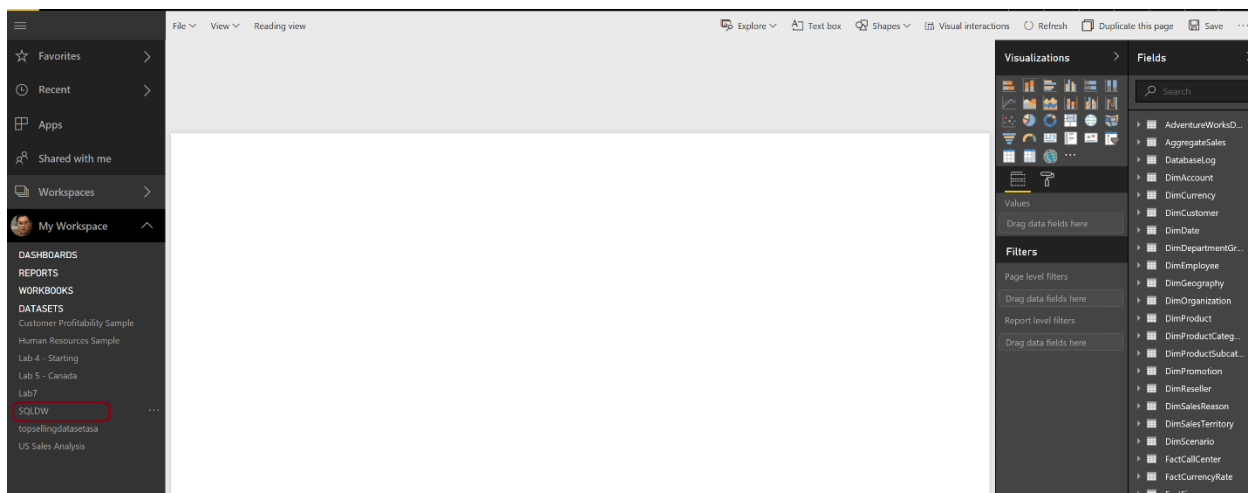 File View Reading view
Explore Text box Shapes Visual interactions Refresh Duplicate this page Save ...
Favorites
Recent
Apps
Shared with me
Workspaces
My Workspace
DASHBOARDS
REPORTS
WORKBOOKS
DATASETS
Customer Profitability Sample
Human Resources Sample
Lab 4 - Starting
Lab 5 - Canada
Lab7
SQLDW ...
topsellingdatasetasa
US Sales Analysis
Visualizations
Values
Drag data fields here
Filters
Page level filters
Drag data fields here
Report level filters
Drag data fields here
Fields
Search
AdventureWorksD...
AggregateSales
DatabaseLog
DimAccount
DimCurrency
DimCustomer
DimDate
DimDepartmentGr...
DimEmployee
DimGeography
DimOrganization
DimProduct
DimProductCateg...
DimProductSubcat...
DimPromotion
DimReseller
DimSalesReason
DimSalesTerritory
DimScenario
FactCallCenter
FactCurrencyRate